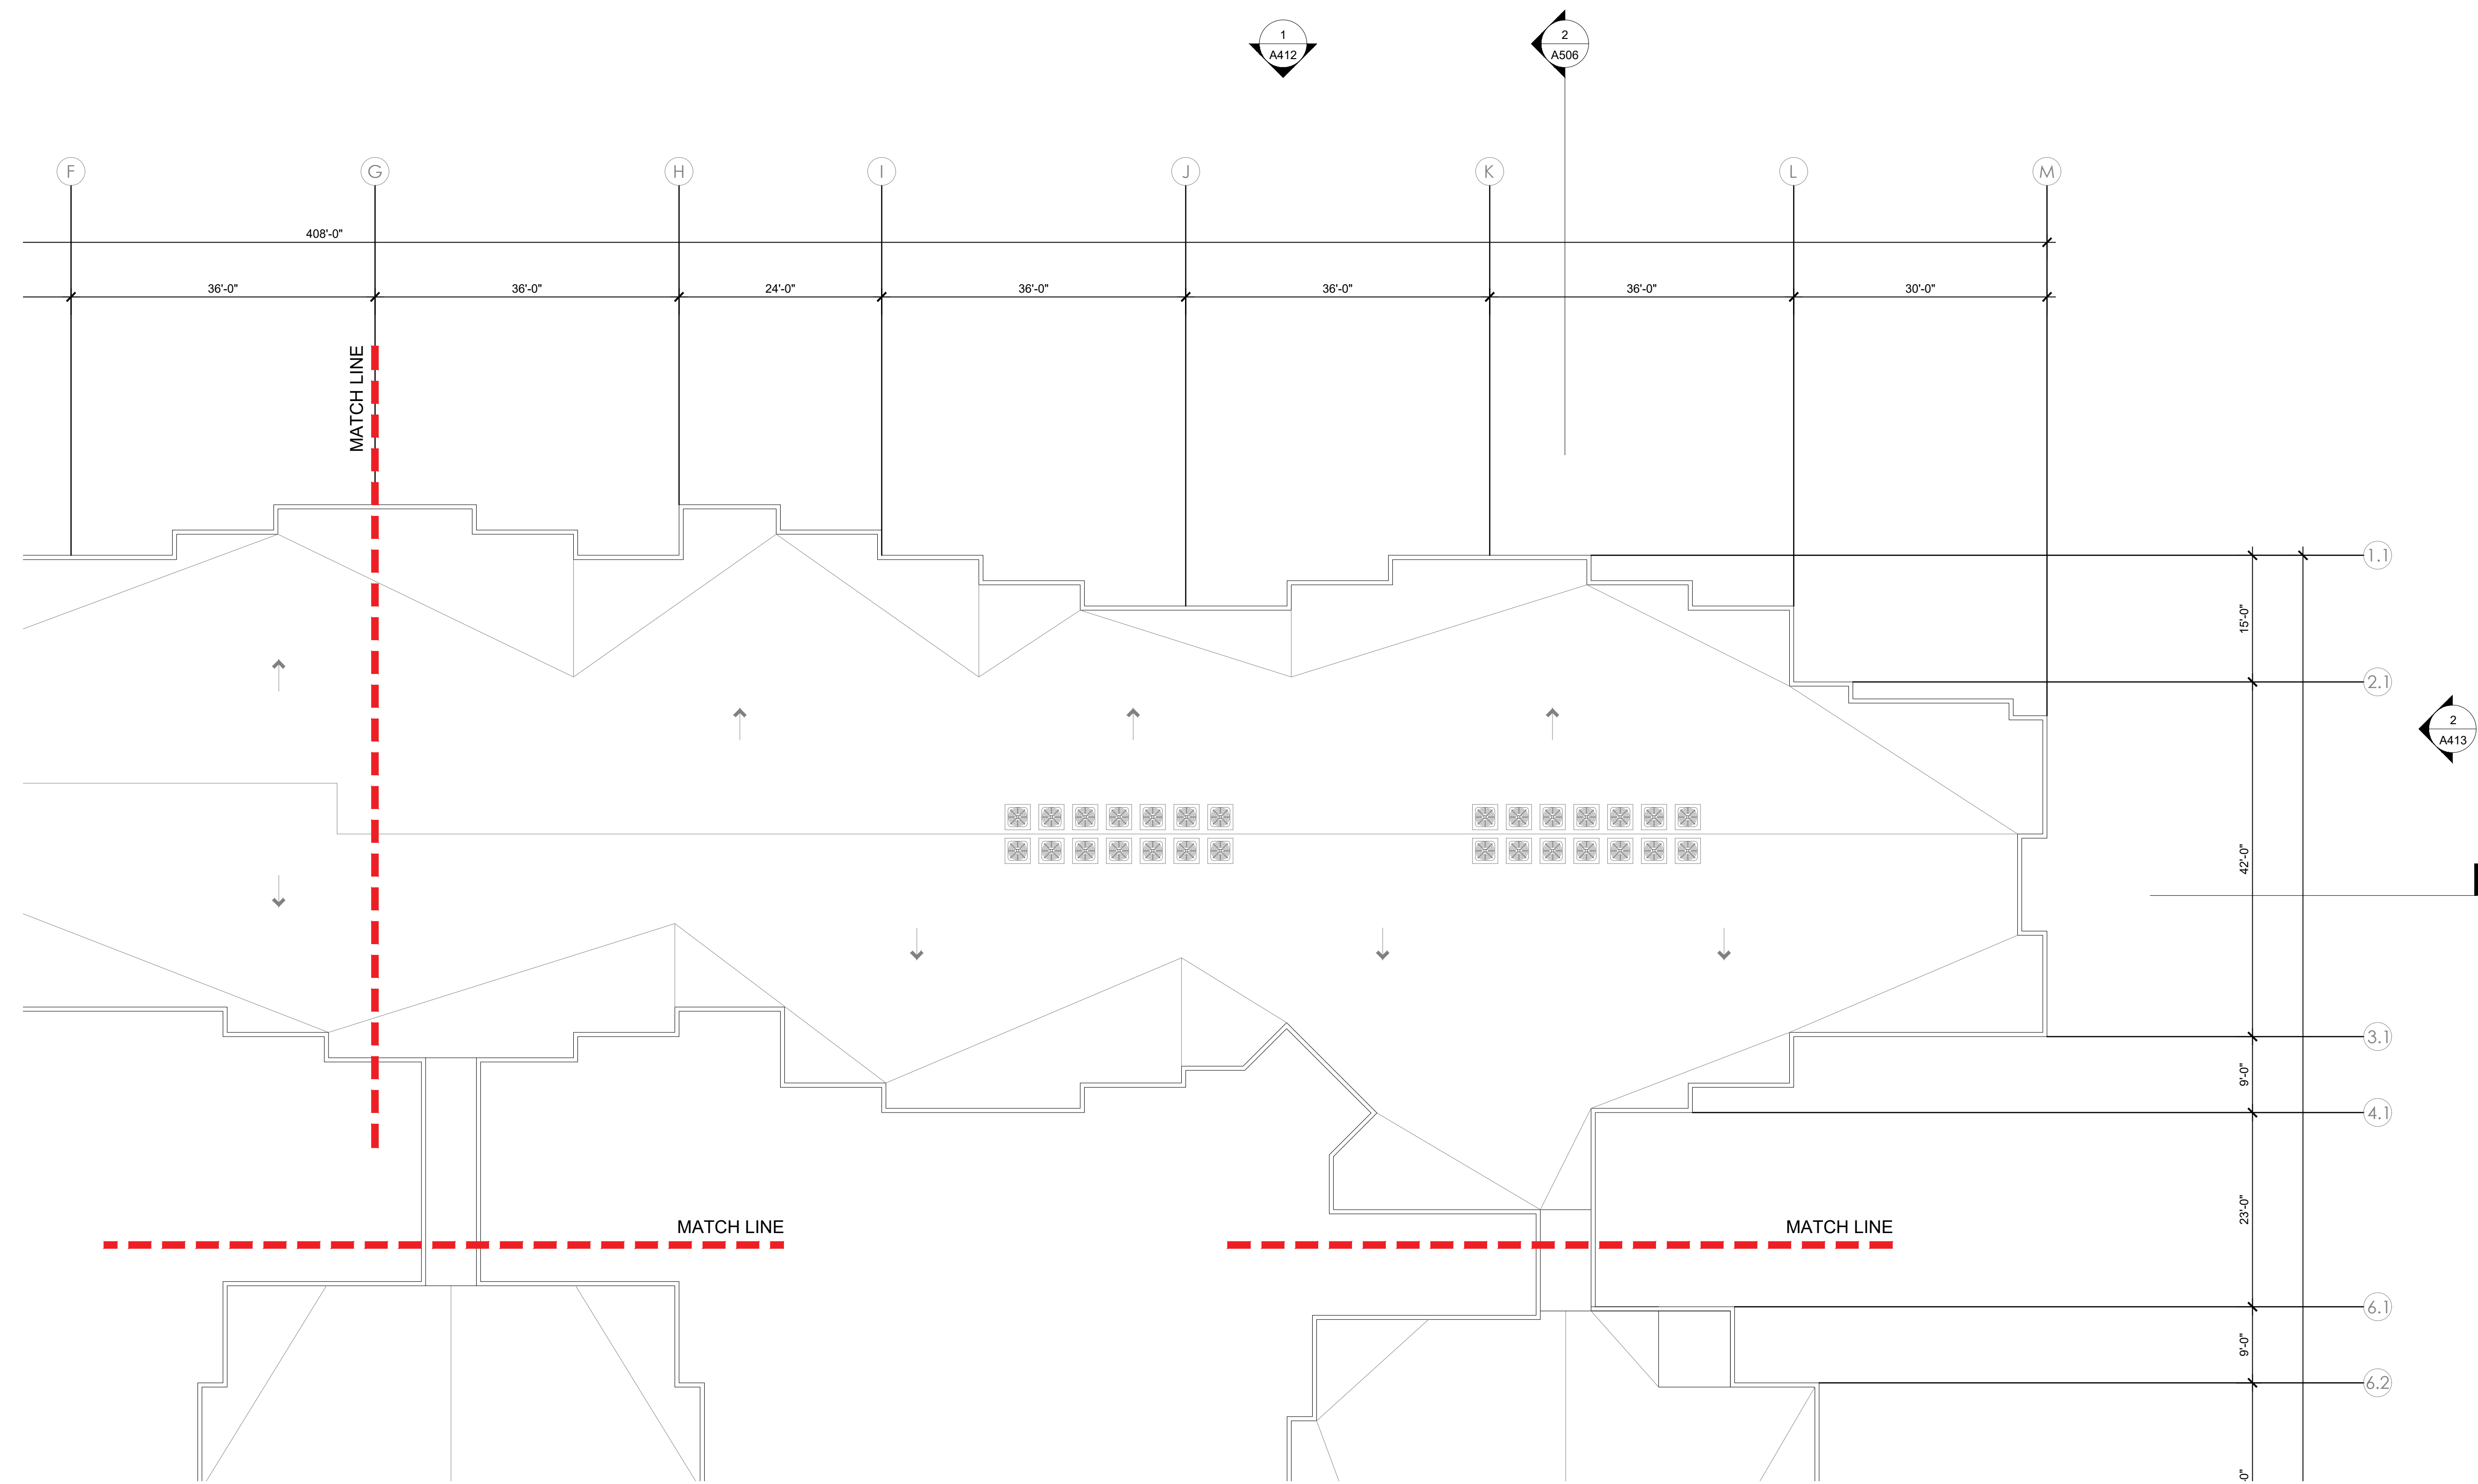 1
A412
2
A506
F
G
H
I
J
K
L
M
408'-0"
36'-0"
36'-0"
24'-0"
36'-0"
36'-0"
36'-0"
30'-0"
MATCH LINE
1.1
15'-0"
2.1
2
A413
42'-0"
3.1
9'-0"
4.1
23'-0"
MATCH LINE
MATCH LINE
6.1
9'-0"
6.2